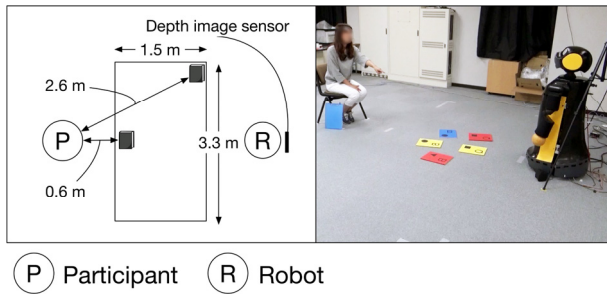 Depth image sensor
1.5 m
2.6 m
P
3.3 m
R
0.6 m
P Participant
R Robot